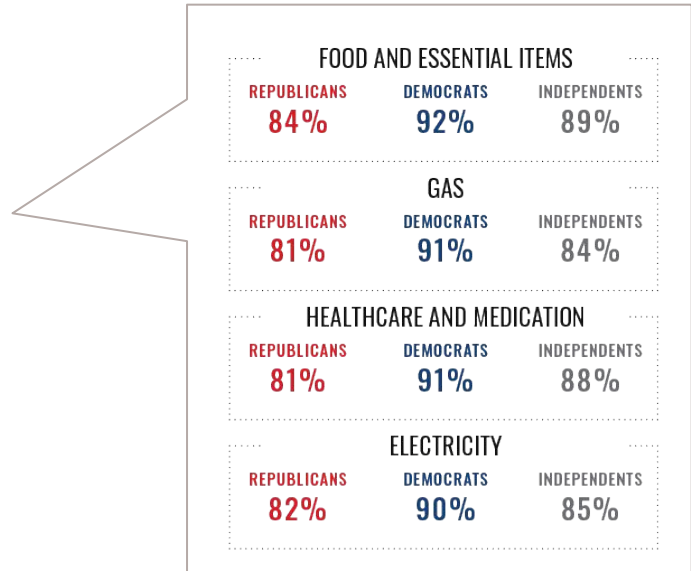 FOOD AND ESSENTIAL ITEMS
REPUBLICANS DEMOCRATS INDEPENDENTS
84% 92% 89%
GAS
REPUBLICANS DEMOCRATS INDEPENDENTS
81% 91% 84%
HEALTHCARE AND MEDICATION
REPUBLICANS DEMOCRATS INDEPENDENTS
81% 91% 88%
ELECTRICITY
REPUBLICANS DEMOCRATS INDEPENDENTS
82% 90% 85%